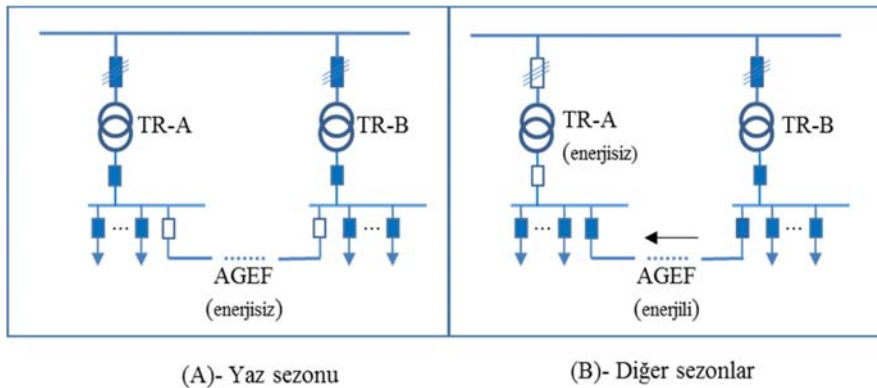 TR-A
TR-B
...
...
AGEF
(enerjisiz)
TR-A
(enerjisiz)
TR-B
...
...
AGEF
(enerjili)
(A)- Yaz sezonu
(B)- Diğer sezonlar